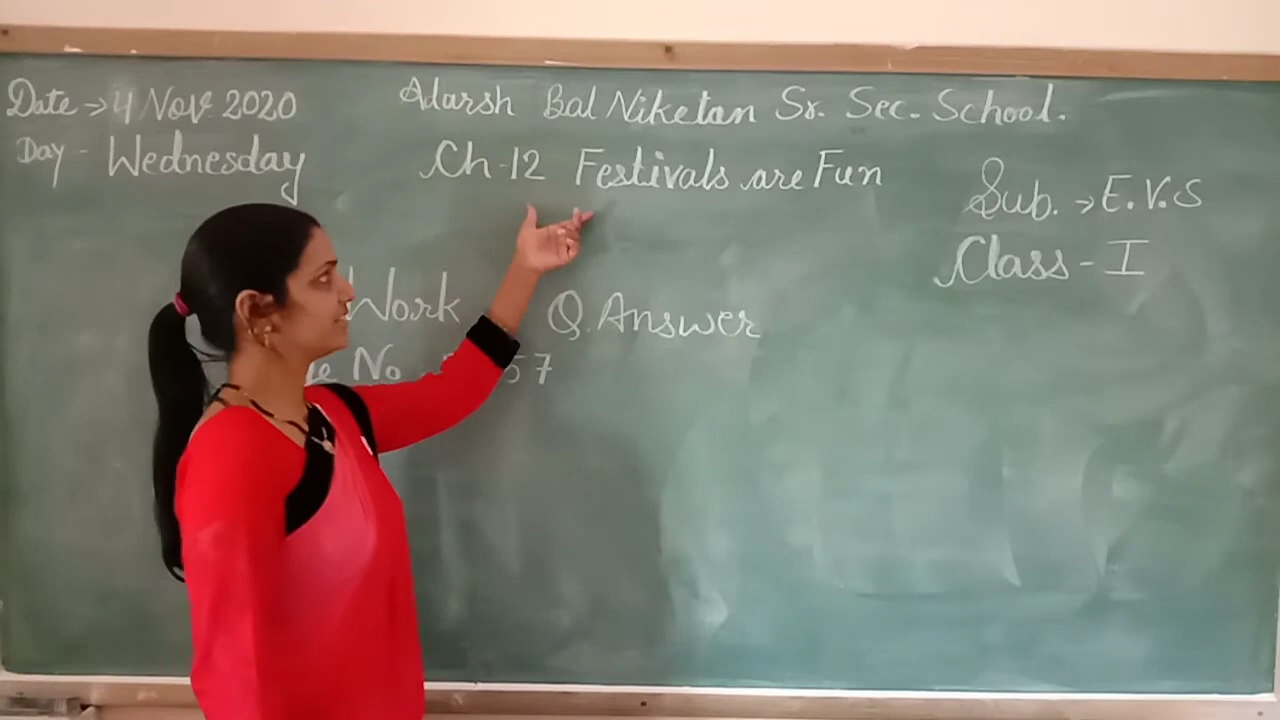 Date → 4 Nov. 2020
Adarsh Bal Niketan Sr. Sec. School.
Day - Wednesday
Ch-12 Festivals are Fun
Sub. → E.V.S
Class - I
Work
Q. Answer
No 57